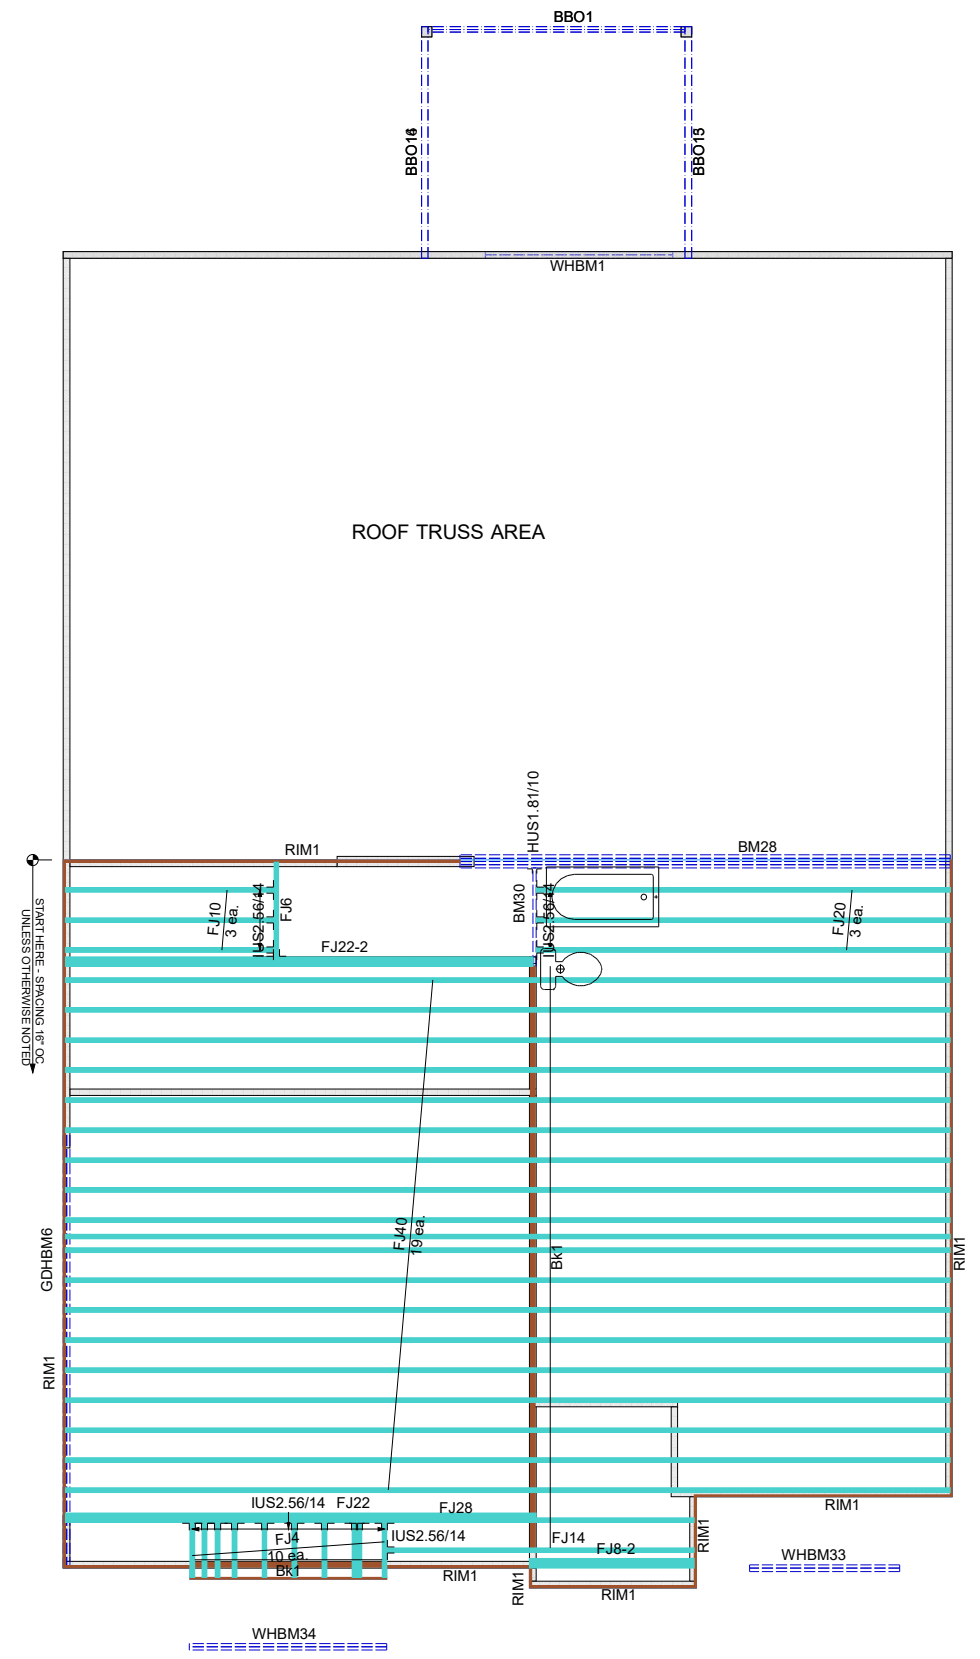 BBO1
BBO15
WHBM1
ROOF TRUSS AREA
HUS1.81/10
RIM1
BM28
START HERE - SPACING 16" OC
UNLESS OTHERWISE NOTED
FJ10
3 ea.
IUS2.56/14
FJ6
BM30
IUS2.56/14
FJ20
3 ea.
FJ22-2
FJ40
19 ea.
Bk1
GDHBM6
RIM1
RIM1
IUS2.56/14
FJ22
FJ28
RIM1
FJ4
10 ea.
Bk1
IUS2.56/14
FJ14
FJ8-2
RIM1
RIM1
RIM1
RIM1
WHBM33
WHBM34